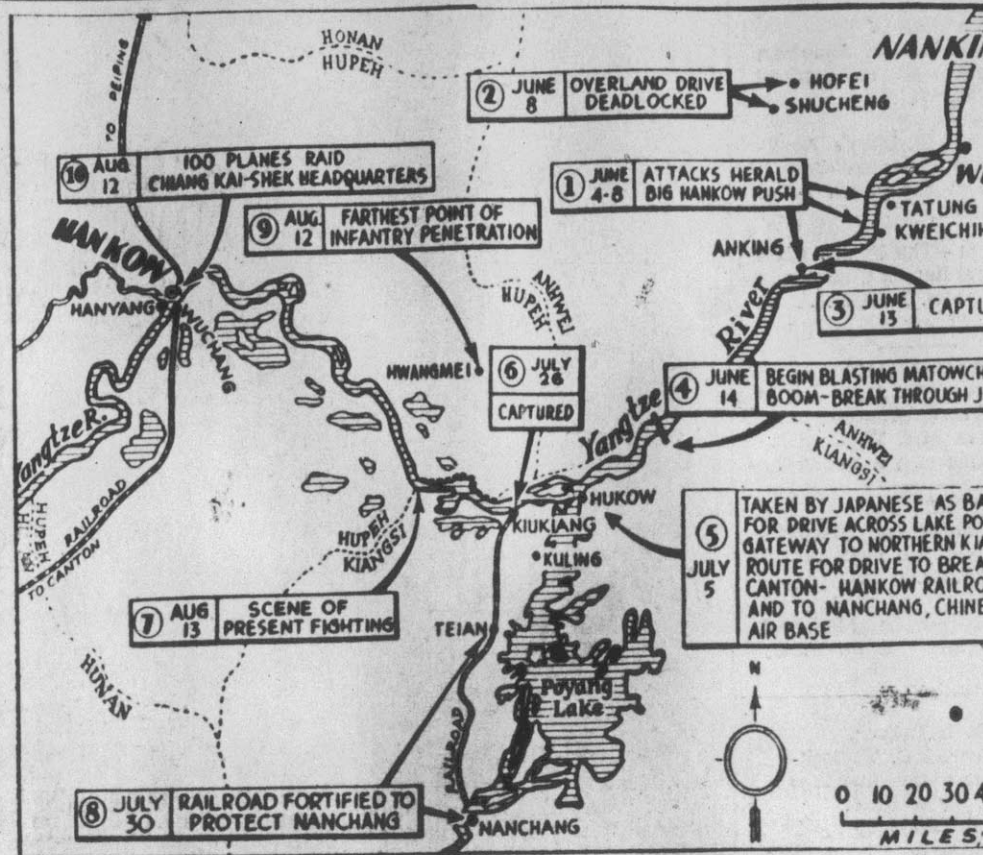 HONAN
HUPEH
NANKI
TO PEIPING
② JUNE 8 OVERLAND DRIVE
DEADLOCKED
HOFEI
SHUCHENG
⑩ AUG 12 100 PLANES RAID
CHIANG KAI-SHEK HEADQUARTERS
① JUNE 4-8 ATTACKS HERALD
BIG HANKOW PUSH
W
TATUNG
KWEICHI
⑨ AUG. 12 FARTHEST POINT OF
INFANTRY PENETRATION
HANKOW
ANKING
HANYANG
WUCHANG
ANHWEI
HUPEH
River
③ JUNE 13 CAPTU
HWANGMEI
⑥ JULY 26
CAPTURED
④ JUNE 14 BEGIN BLASTING MATOWCH
BOOM-BREAK THROUGH J
Yangtze
Yangtze R.
ANHWEI
KIANGSI
HUPEH
RAILROAD
TO CANTON
HUPEH
KIANGSI
KIUKIANG
HUKOW
KULING
⑤ JULY 5
TAKEN BY JAPANESE AS BA
FOR DRIVE ACROSS LAKE PO
GATEWAY TO NORTHERN KIA
ROUTE FOR DRIVE TO BREA
CANTON- HANKOW RAILRO
AND TO NANCHANG, CHINE
AIR BASE
⑦ AUG 13 SCENE OF
PRESENT FIGHTING
TEIAN
HUNAN
Poyang
Lake
N
RAILROAD
⑧ JULY 30 RAILROAD FORTIFIED TO
PROTECT NANCHANG
NANCHANG
0 10 20 30 4
MILES